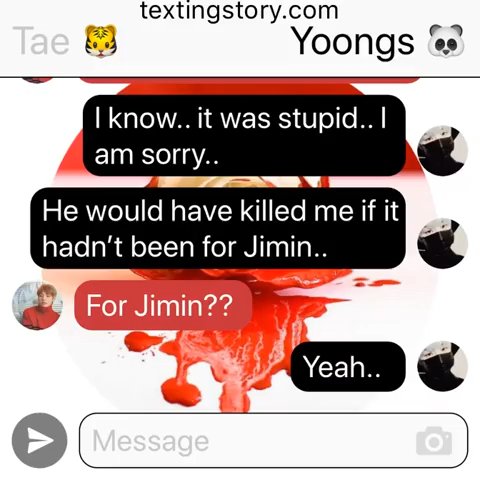 textingstory.com
Tae 🐯 Yoongs 🐼
I know.. it was stupid.. I
am sorry..
He would have killed me if it
hadn't been for Jimin..
For Jimin??
Yeah..
Message